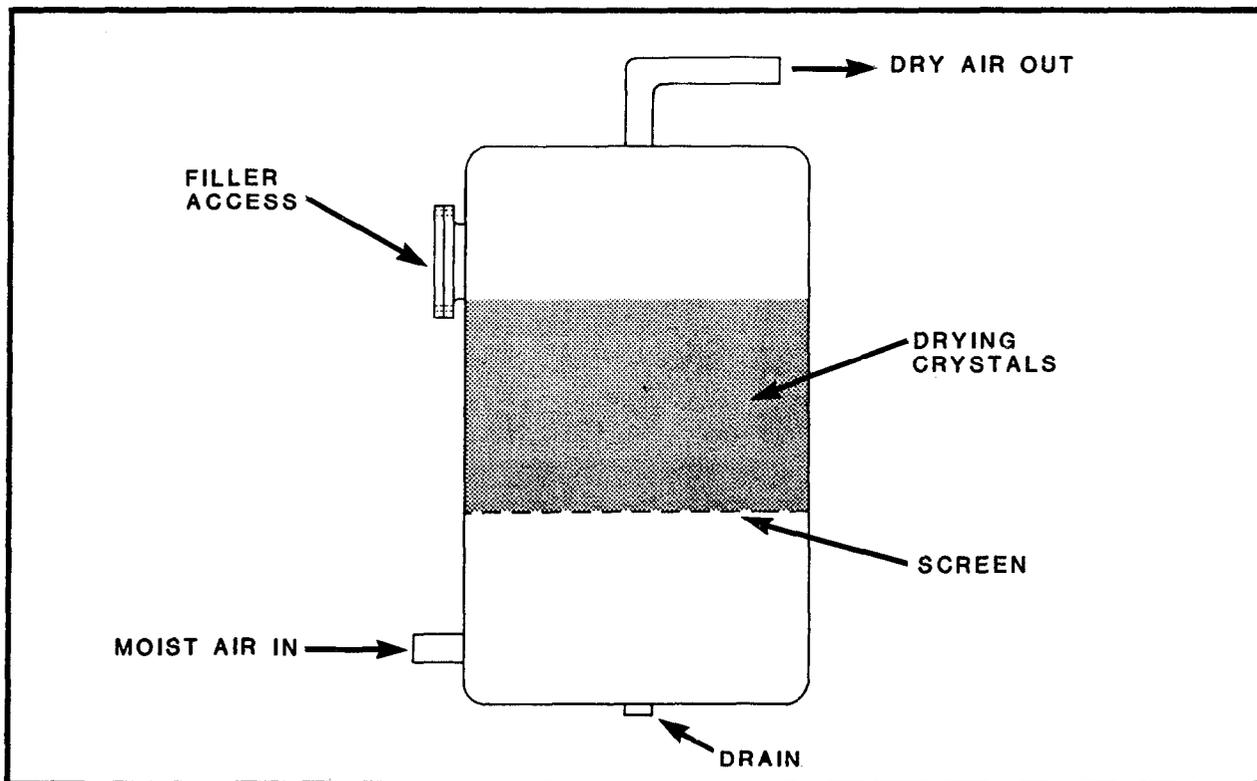 DRY AIR OUT
FILLER
ACCESS
DRYING
CRYSTALS
SCREEN
MOIST AIR IN
DRAIN